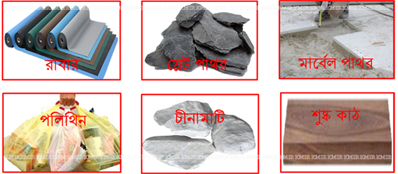 রাবার
স্লেট পাথর
মার্বেল পাথর
পলিথিন
চীনামাটি
শুষ্ক কাঠ